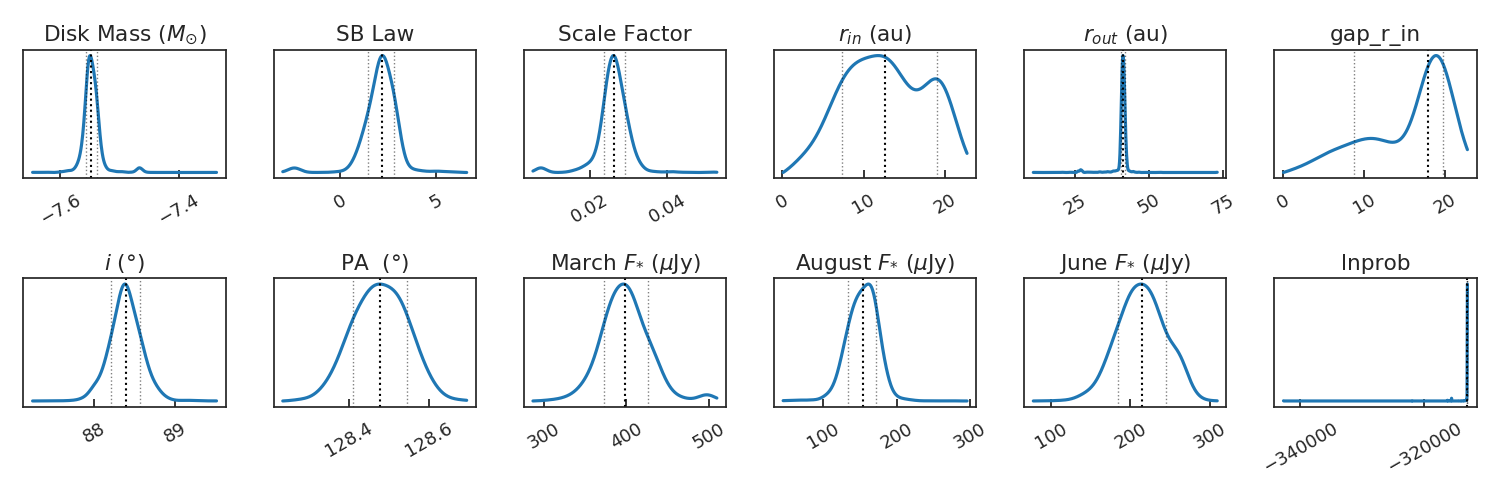 Disk Mass (M⊙) SB Law Scale Factor r_in (au) r_out (au) gap_r_in
−7.6 −7.4 0 5 0.02 0.04 0 10 20 25 50 75 0 10 20
i (°) PA (°) March F* (μJy) August F* (μJy) June F* (μJy) lnprob
88 89 128.4 128.6 300 400 500 100 200 300 100 200 300 −340000 −320000